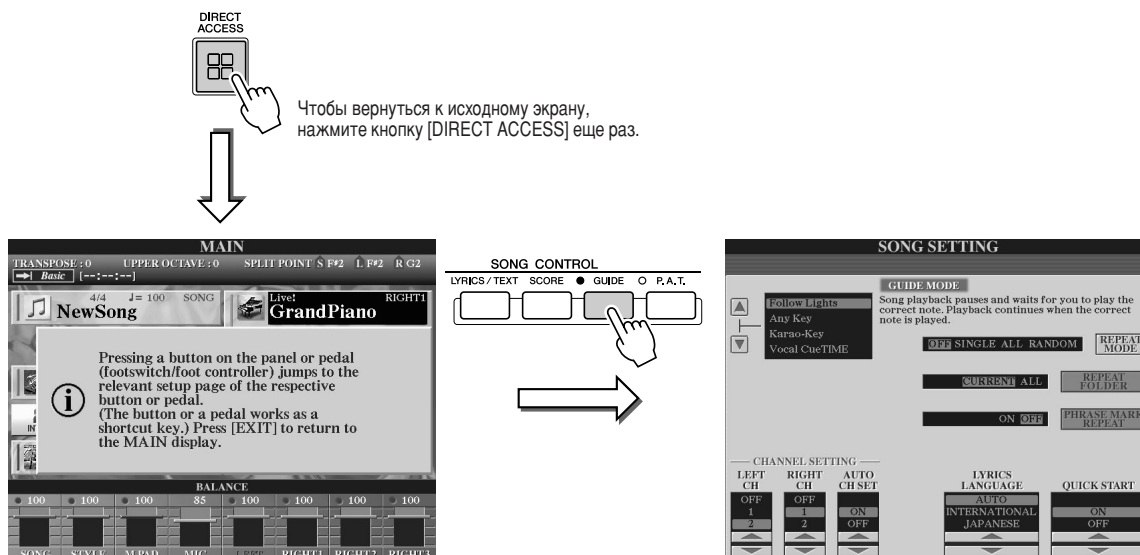 DIRECT
ACCESS
Чтобы вернуться к исходному экрану,
нажмите кнопку [DIRECT ACCESS] еще раз.
MAIN
TRANSPOSE : 0 UPPER OCTAVE : 0 SPLIT POINT S F#2 L F#2 R G2
Basic [--:--:--]
4/4 ♩= 100 SONG
NewSong
Live! RIGHT1
GrandPiano
Pressing a button on the panel or pedal
(footswitch/foot controller) jumps to the
relevant setup page of the respective
button or pedal.
(The button or a pedal works as a
shortcut key.) Press [EXIT] to return to
the MAIN display.
BALANCE
100 100 100 85 100 100 100 100
SONG STYLE M.PAD MIC LEFT RIGHT1 RIGHT2 RIGHT3
SONG CONTROL
LYRICS / TEXT SCORE GUIDE P.A.T.
SONG SETTING
GUIDE MODE
Follow Lights
Any Key
Karao-Key
Vocal CueTIME
Song playback pauses and waits for you to play the
correct note. Playback continues when the correct
note is played.
OFF SINGLE ALL RANDOM REPEAT
MODE
CURRENT ALL REPEAT
FOLDER
ON OFF PHRASE MARK
REPEAT
CHANNEL SETTING
LEFT
CH
OFF
1
2
RIGHT
CH
OFF
1
2
AUTO
CH SET
ON
OFF
LYRICS
LANGUAGE
AUTO
INTERNATIONAL
JAPANESE
QUICK START
ON
OFF